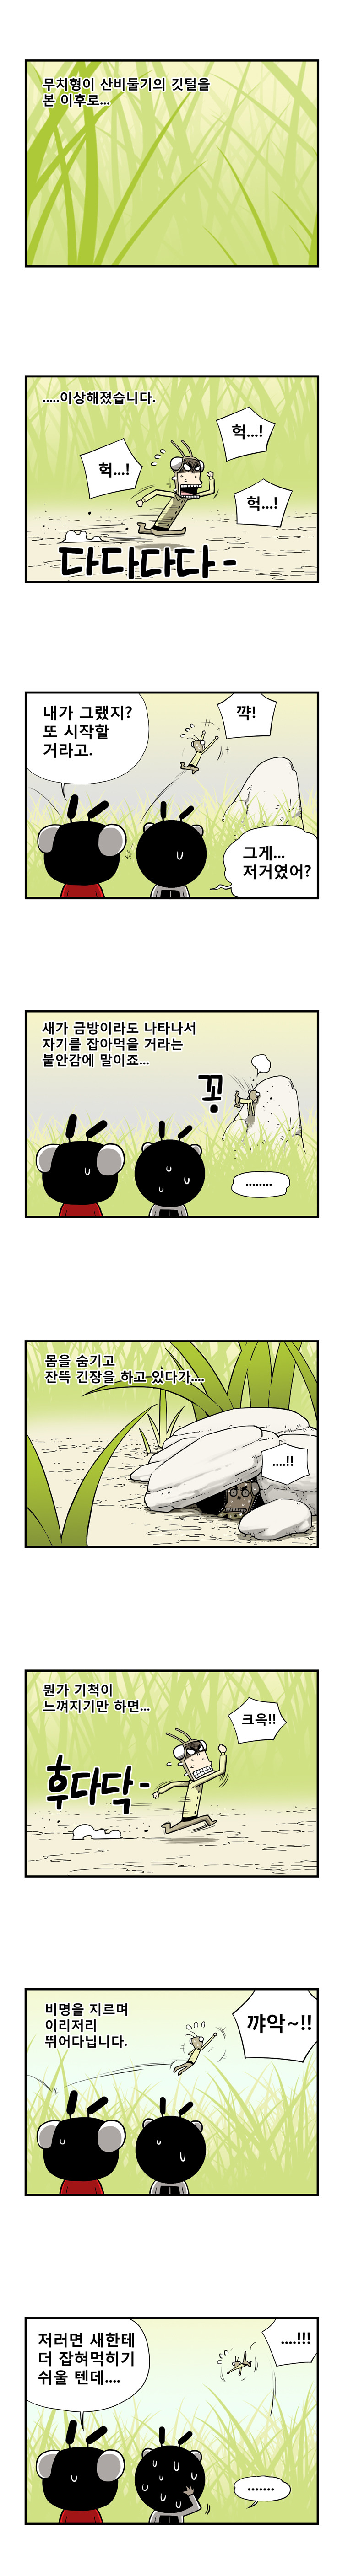 무치형이 산비둘기의 깃털을
본 이후로...
.....이상해졌습니다.
헉...!
헉...!
헉...!
다다다다-
내가 그랬지?
또 시작할
거라고.
꺅!
그게...
저거였어?
새가 금방이라도 나타나서
자기를 잡아먹을 거라는
불안감에 말이죠...
꽁
........
몸을 숨기고
잔뜩 긴장을 하고 있다가....
....!!
뭔가 기척이
느껴지기만 하면...
크윽!!
후다닥-
비명을 지르며
이리저리
뛰어다닙니다.
꺄악~!!
저러면 새한테
더 잡혀먹히기
쉬울 텐데....
....!!!
.......